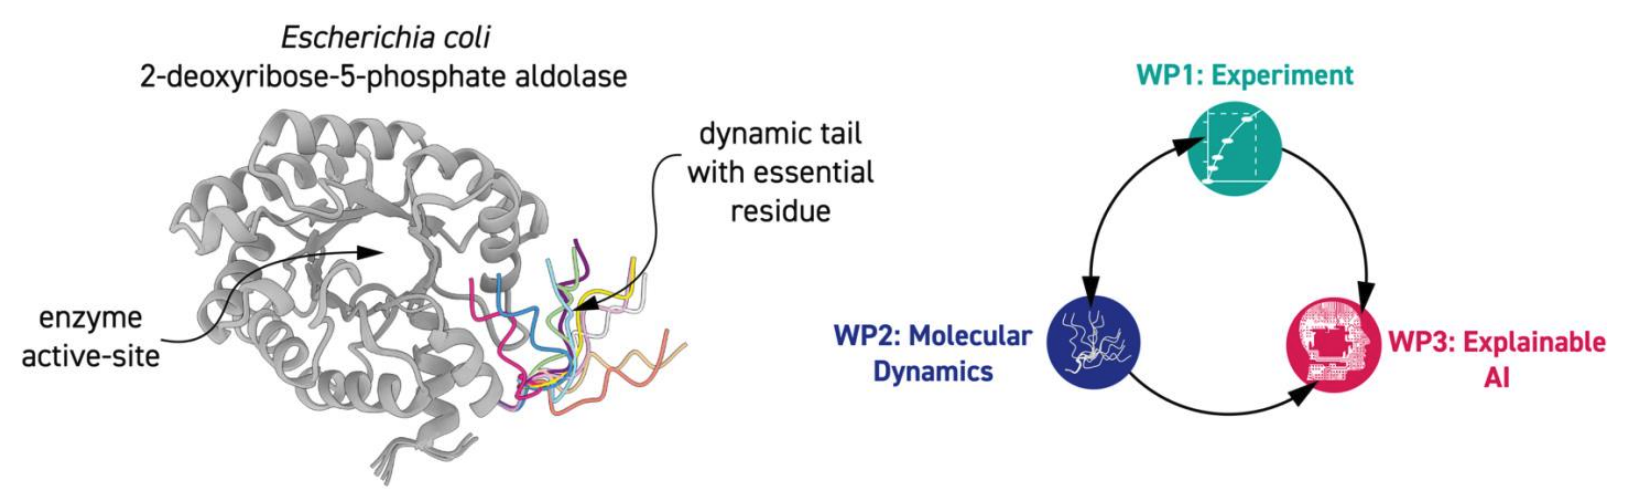 Escherichia coli
2-deoxyribose-5-phosphate aldolase
dynamic tail
with essential
residue
enzyme
active-site
WP1: Experiment
WP2: Molecular
Dynamics
WP3: Explainable
AI